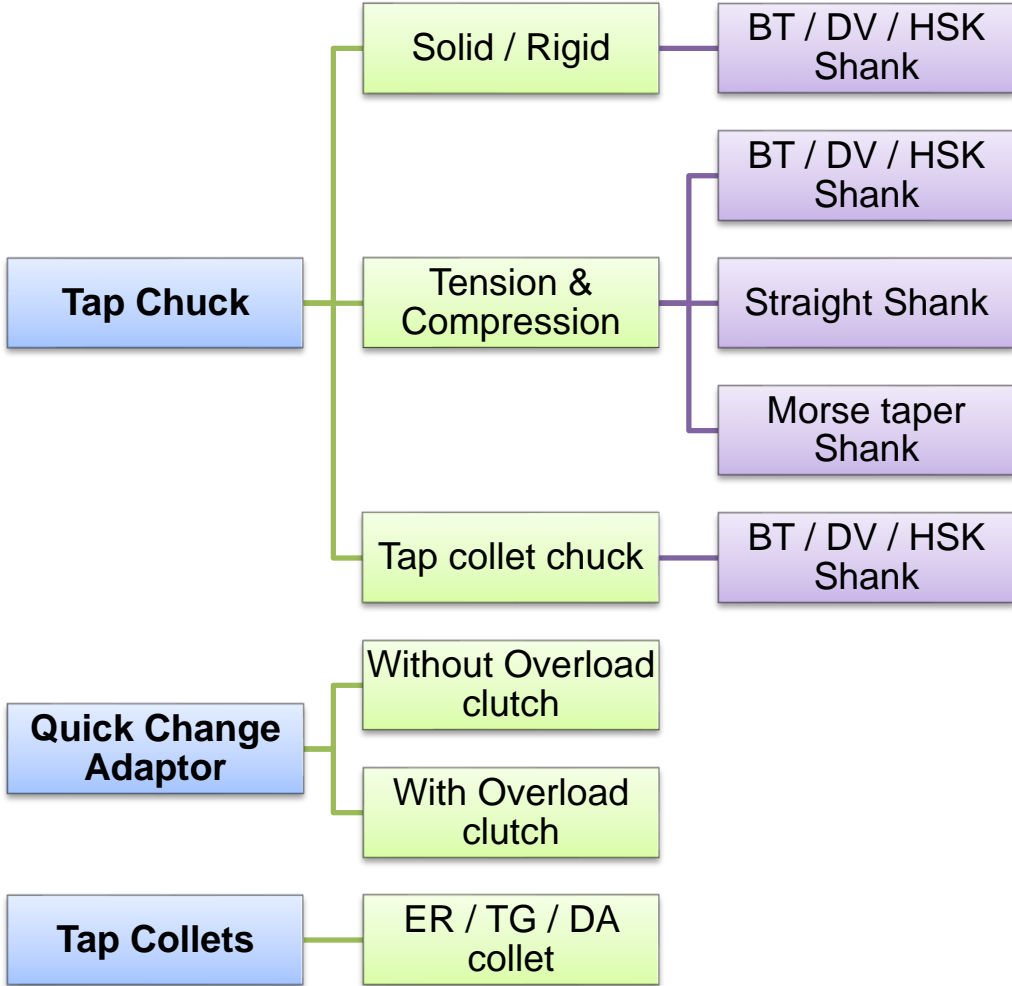 Tap Chuck
Solid / Rigid
BT / DV / HSK
Shank
Tension &
Compression
BT / DV / HSK
Shank
Straight Shank
Morse taper
Shank
Tap collet chuck
BT / DV / HSK
Shank
Quick Change
Adaptor
Without Overload
clutch
With Overload
clutch
Tap Collets
ER / TG / DA
collet